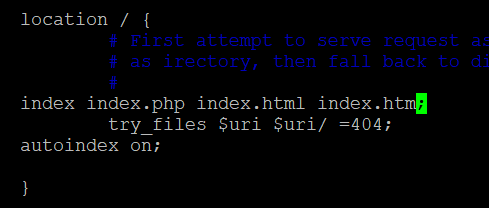 location / {
# First attempt to serve request as
# as irectory, then fall back to di
#
index index.php index.html index.htm;
try_files $uri $uri/ =404;
autoindex on;
}